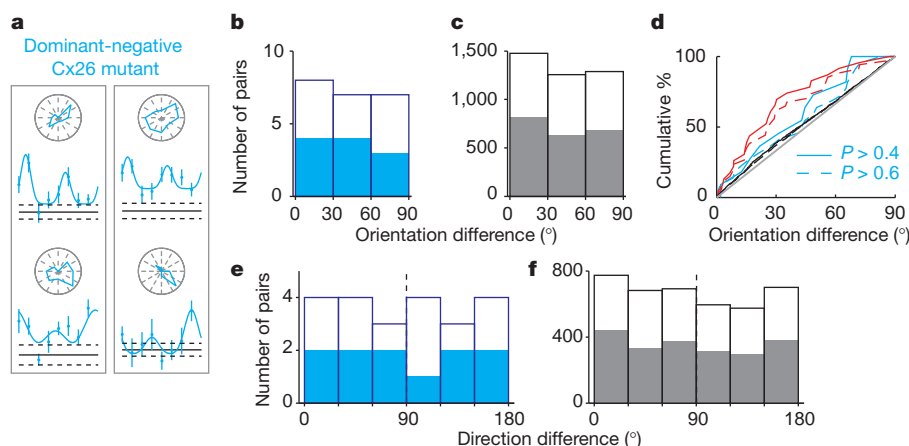 a
Dominant-negative
Cx26 mutant
b
Number of pairs
10
5
0
0 30 60 90
Orientation difference (°)
c
1,500
1,000
500
0
0 30 60 90
Orientation difference (°)
d
Cumulative %
100
50
0
0 30 60 90
P > 0.4
P > 0.6
Orientation difference (°)
e
Number of pairs
4
2
0
0 90 180
f
800
400
0
0 90 180
Direction difference (°)